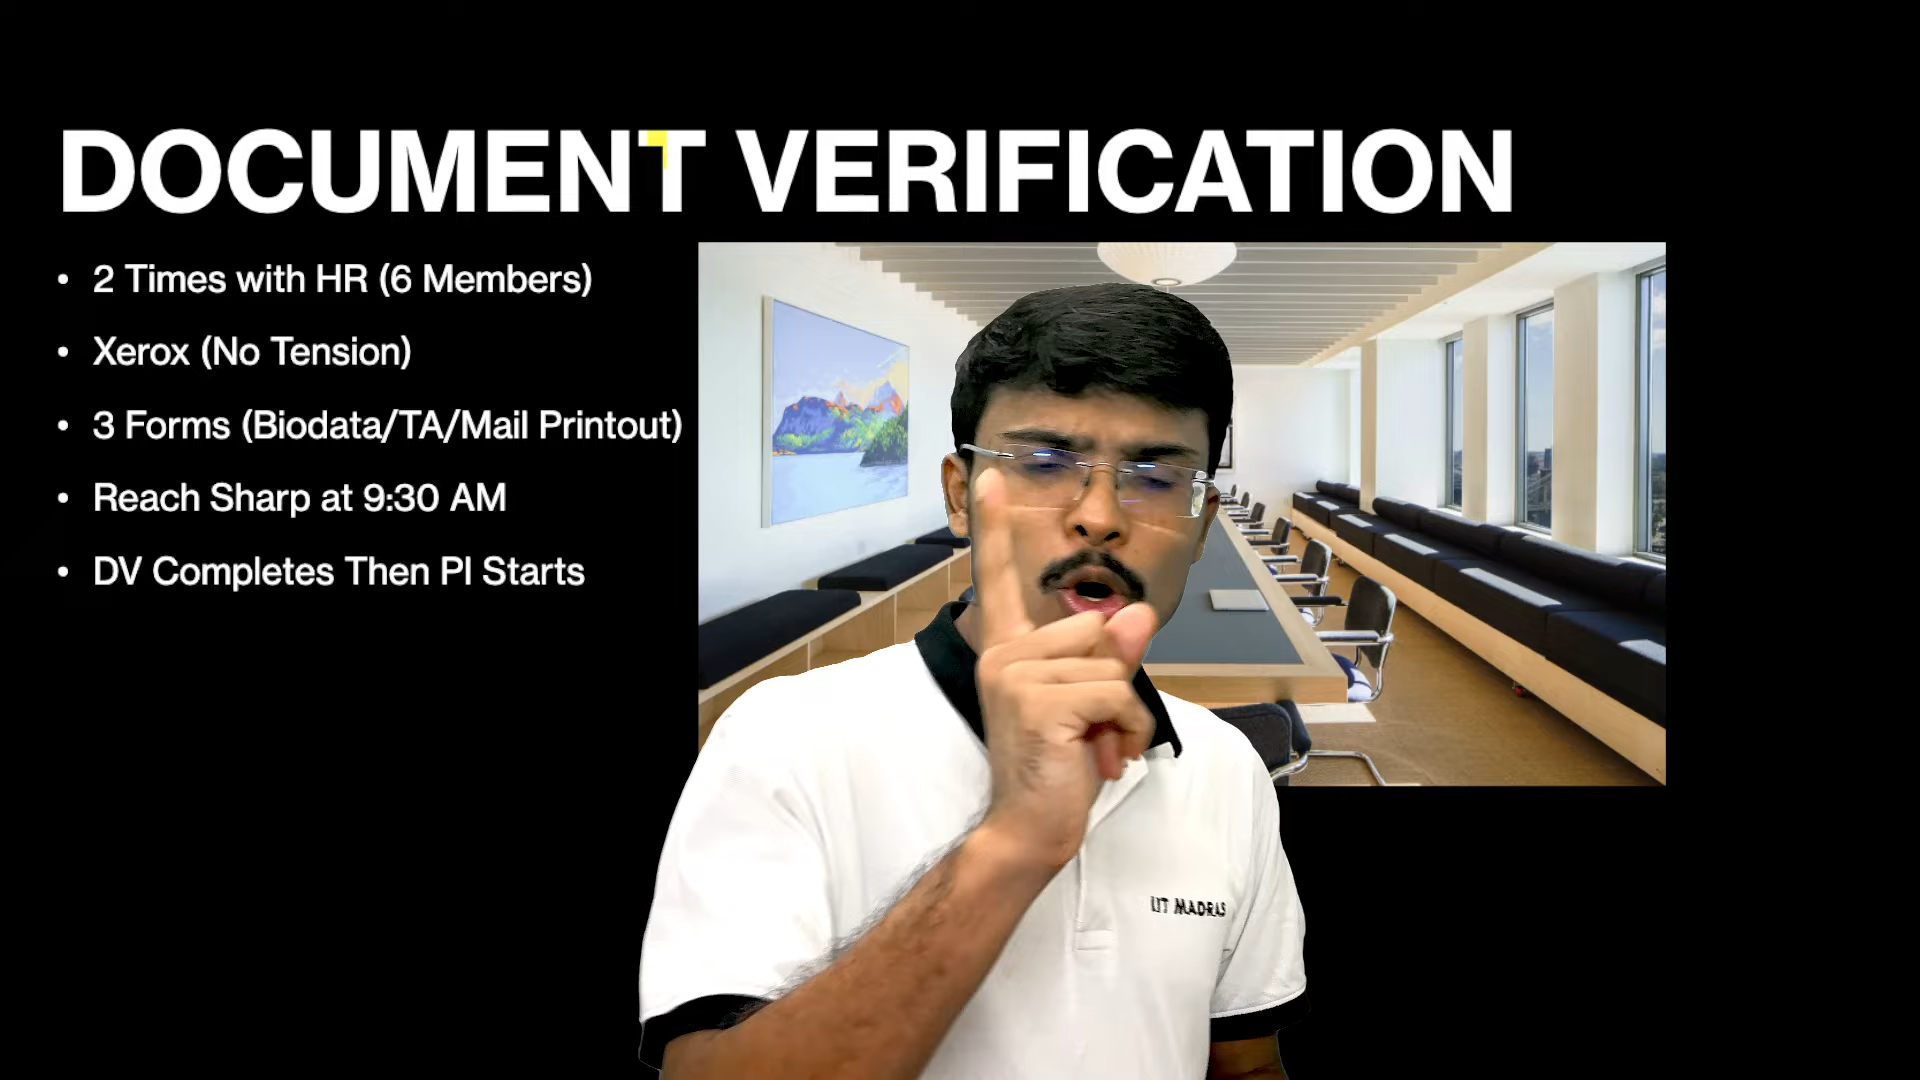 DOCUMENT VERIFICATION
• 2 Times with HR (6 Members)
• Xerox (No Tension)
• 3 Forms (Biodata/TA/Mail Printout)
• Reach Sharp at 9:30 AM
• DV Completes Then PI Starts
IIT MADRAS